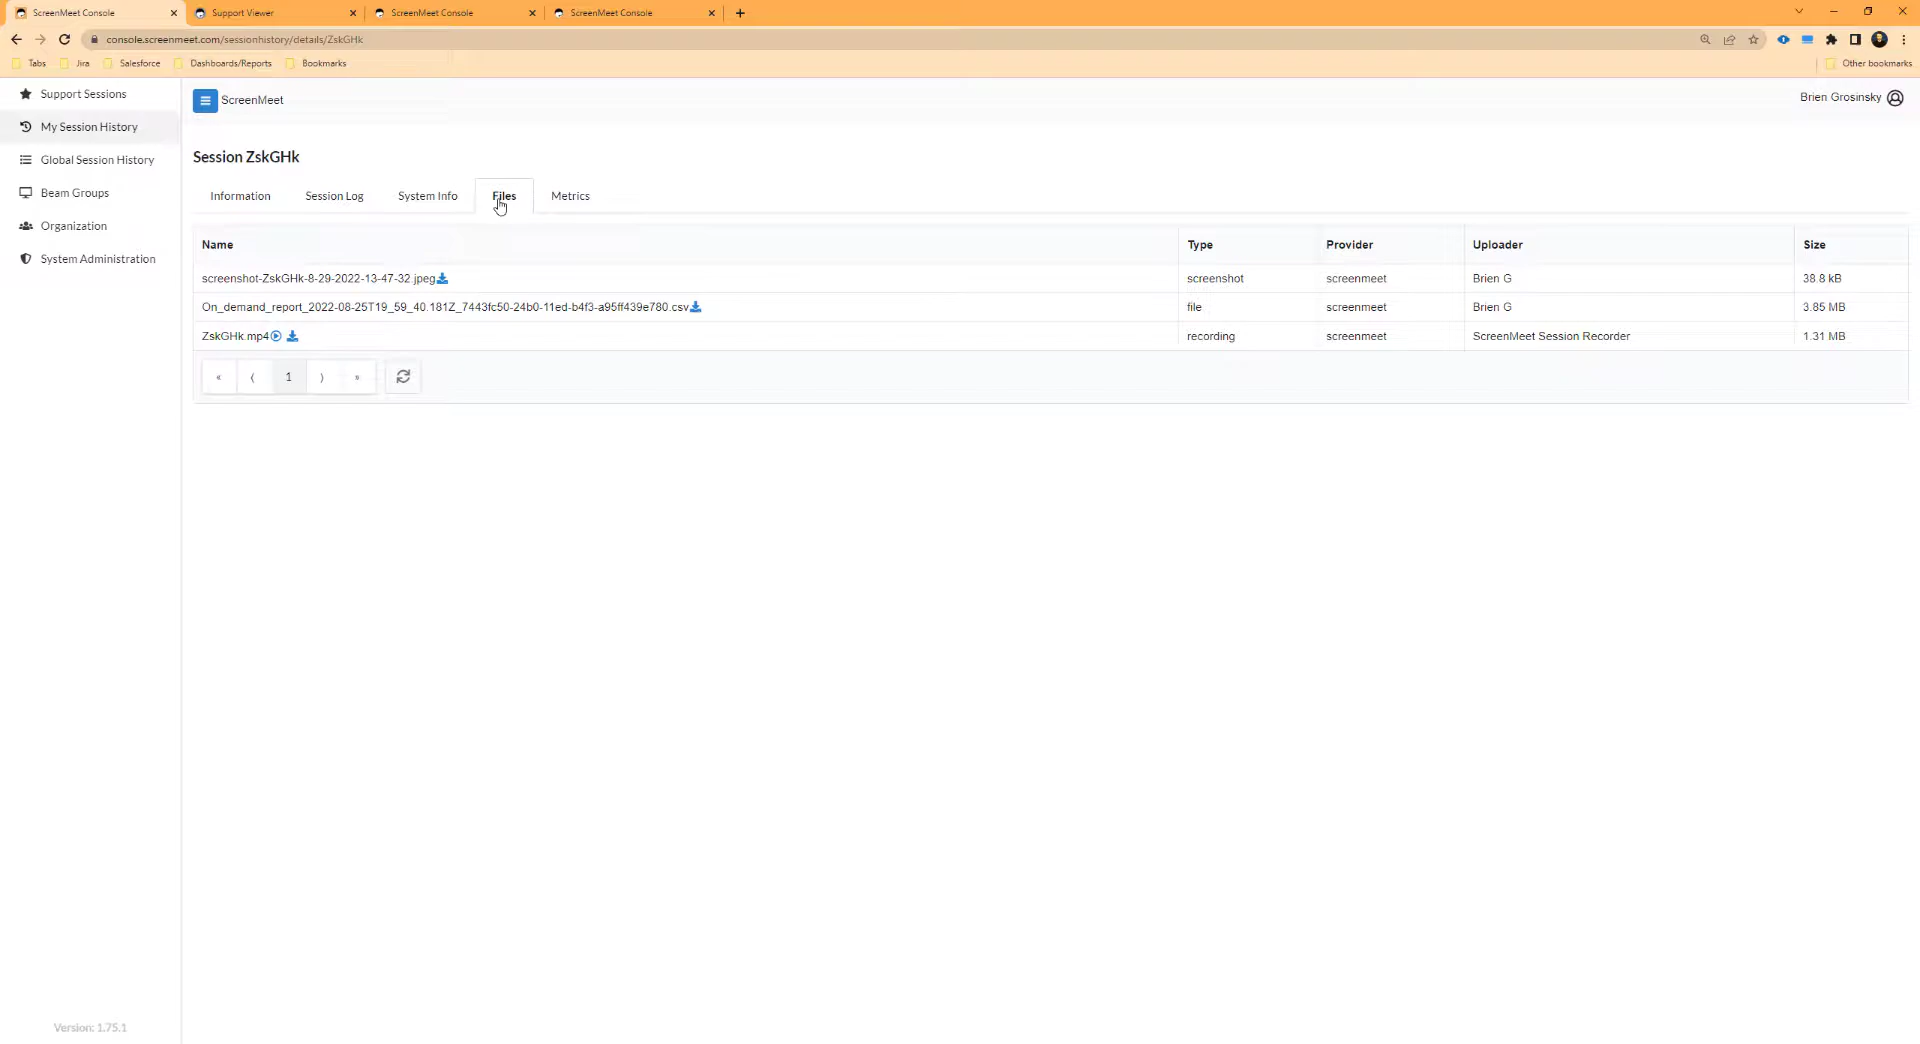 ScreenMeet Console
Support Viewer
ScreenMeet Console
ScreenMeet Console
console.screenmeet.com/sessionhistory/details/ZskGHk
Tabs
Jira
Salesforce
Dashboards/Reports
Bookmarks
Other bookmarks
Support Sessions
My Session History
Global Session History
Beam Groups
Organization
System Administration
ScreenMeet
Brien Grosinsky
Session ZskGHk
Information
Session Log
System Info
Files
Metrics
Name Type Provider Uploader Size
screenshot-ZskGHk-8-29-2022-13-47-32.jpeg screenshot screenmeet Brien G 38.8 kB
On_demand_report_2022-08-25T19_59_40.181Z_7443fc50-24b0-11ed-b4f3-a95ff439e780.csv file screenmeet Brien G 3.85 MB
ZskGHk.mp4 recording screenmeet ScreenMeet Session Recorder 1.31 MB
« ⟨ 1 ⟩ »
Version: 1.75.1